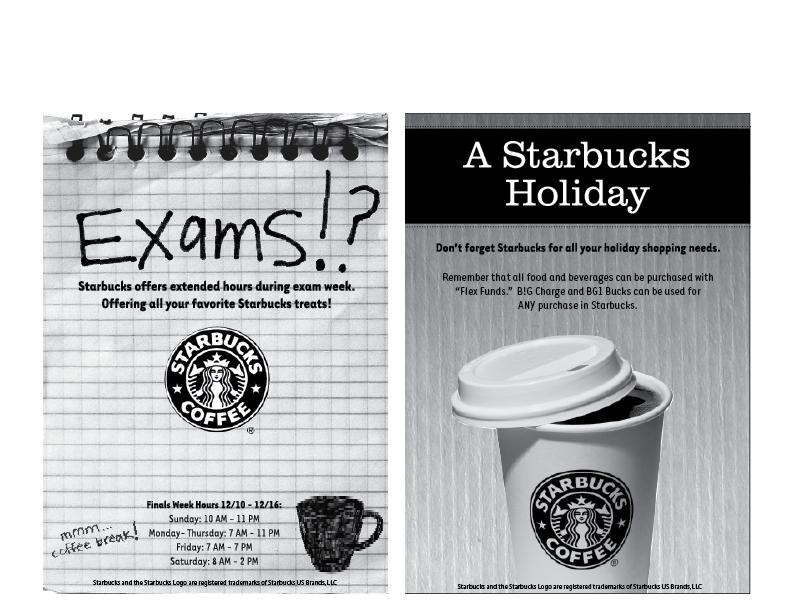 Exams!?
Starbucks offers extended hours during exam week.
Offering all your favorite Starbucks treats!
STARBUCKS
COFFEE
®
Finals Week Hours 12/10 - 12/16:
Sunday: 10 AM - 11 PM
Monday- Thursday: 7 AM - 11 PM
Friday: 7 AM - 7 PM
Saturday: 8 AM - 2 PM
mmm...
coffee break!
Starbucks and the Starbucks Logo are registered trademarks of Starbucks US Brands, LLC
A Starbucks
Holiday
Don't forget Starbucks for all your holiday shopping needs.
Remember that all food and beverages can be purchased with
“Flex Funds.” B!G Charge and BG1 Bucks can be used for
ANY purchase in Starbucks.
STARBUCKS
COFFEE
®
Starbucks and the Starbucks Logo are registered trademarks of Starbucks US Brands, LLC